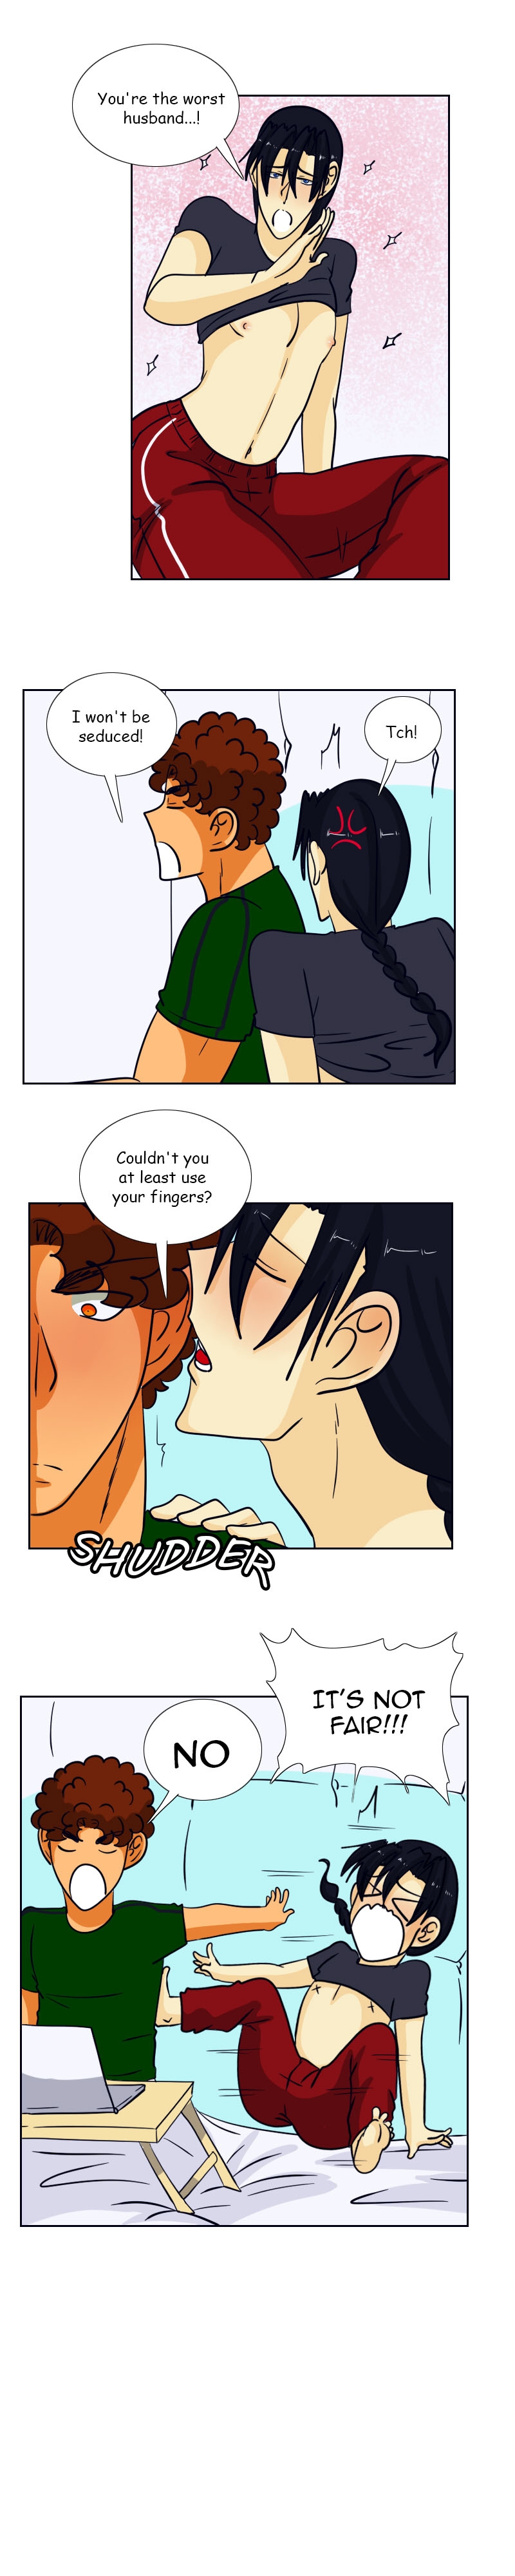 You're the worst
husband...!
I won't be
seduced!
Tch!
Couldn't you
at least use
your fingers?
SHUDDER
IT'S NOT
FAIR!!!
NO